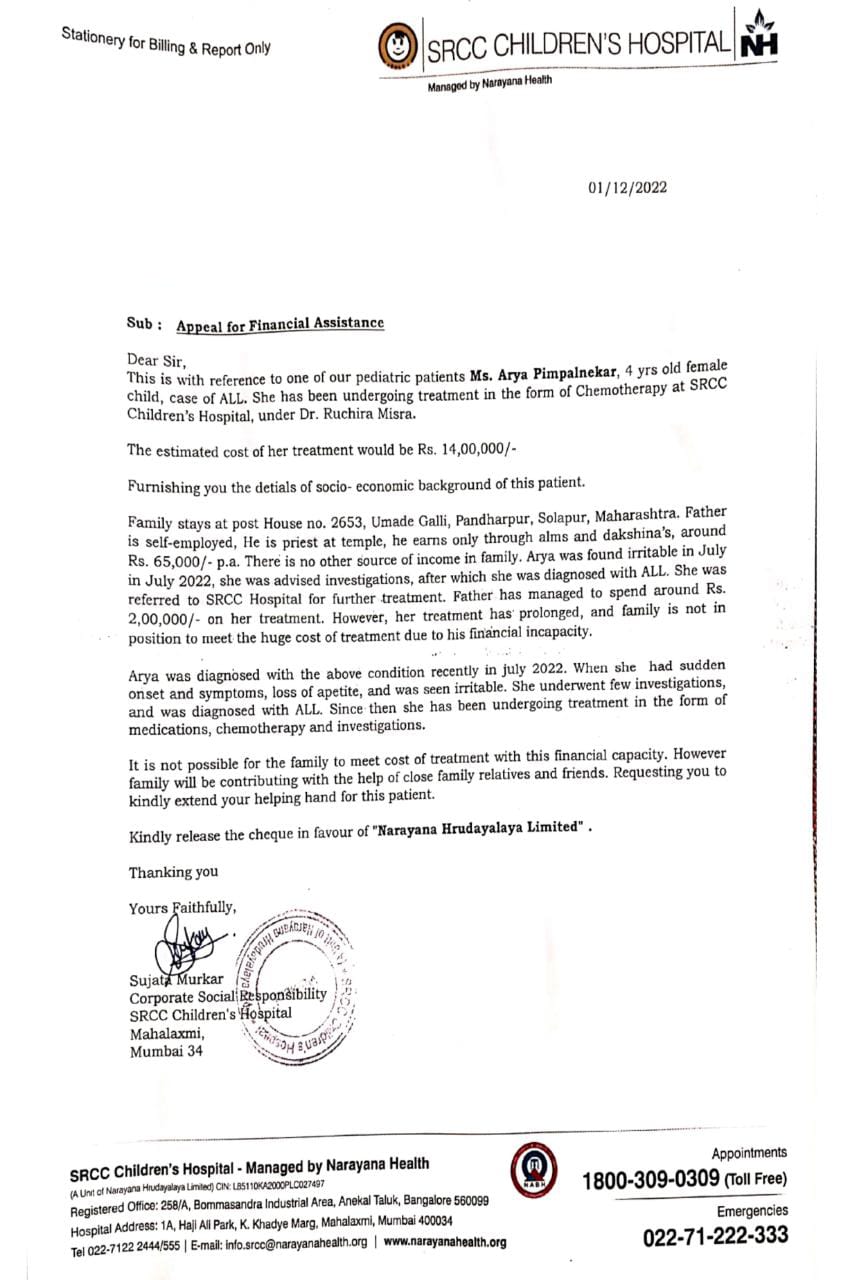 Stationery for Billing & Report Only
SRCC CHILDREN'S HOSPITAL NH
Managed by Narayana Health
01/12/2022
Sub : Appeal for Financial Assistance
Dear Sir,
This is with reference to one of our pediatric patients Ms. Arya Pimpalnekar, 4 yrs old female
child, case of ALL. She has been undergoing treatment in the form of Chemotherapy at SRCC
Children's Hospital, under Dr. Ruchira Misra.
The estimated cost of her treatment would be Rs. 14,00,000/-
Furnishing you the detials of socio- economic background of this patient.
Family stays at post House no. 2653, Umade Galli, Pandharpur, Solapur, Maharashtra. Father
is self-employed, He is priest at temple, he earns only through alms and dakshina's, around
Rs. 65,000/- p.a. There is no other source of income in family. Arya was found irritable in July
in July 2022, she was advised investigations, after which she was diagnosed with ALL. She was
referred to SRCC Hospital for further treatment. Father has managed to spend around Rs.
2,00,000/- on her treatment. However, her treatment has prolonged, and family is not in
position to meet the huge cost of treatment due to his financial incapacity.
Arya was diagnosed with the above condition recently in july 2022. When she had sudden
onset and symptoms, loss of apetite, and was seen irritable. She underwent few investigations,
and was diagnosed with ALL. Since then she has been undergoing treatment in the form of
medications, chemotherapy and investigations.
It is not possible for the family to meet cost of treatment with this financial capacity. However
family will be contributing with the help of close family relatives and friends. Requesting you to
kindly extend your helping hand for this patient.
Kindly release the cheque in favour of "Narayana Hrudayalaya Limited" .
Thanking you
Yours Faithfully,
Sujata Murkar
Corporate Social Responsibility
SRCC Children's Hospital
Mahalaxmi,
Mumbai 34
SRCC Children's Hospital
SRCC Children's Hospital - Managed by Narayana Health
(A Unit of Narayana Hrudayalaya Limited) CIN: L85110KA2000PLC027497
Registered Office: 258/A, Bommasandra Industrial Area, Anekal Taluk, Bangalore 560099
Hospital Address: 1A, Haji Ali Park, K. Khadye Marg, Mahalaxmi, Mumbai 400034
Tel 022-7122 2444/555 | E-mail: info.srcc@narayanahealth.org | www.narayanahealth.org
NABH
Appointments
1800-309-0309 (Toll Free)
Emergencies
022-71-222-333